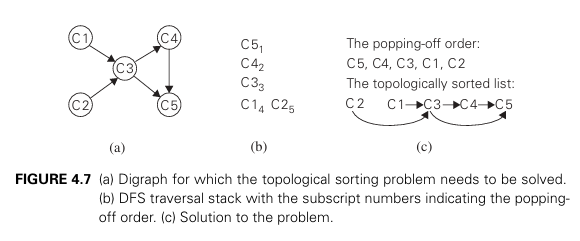 C1
C4
C3
C2
C5
(a)
C5₁
C4₂
C3₃
C1₄ C2₅
(b)
The popping-off order:
C5, C4, C3, C1, C2
The topologically sorted list:
C2 C1→C3→C4→C5
(c)
FIGURE 4.7 (a) Digraph for which the topological sorting problem needs to be solved.
(b) DFS traversal stack with the subscript numbers indicating the popping-
off order. (c) Solution to the problem.